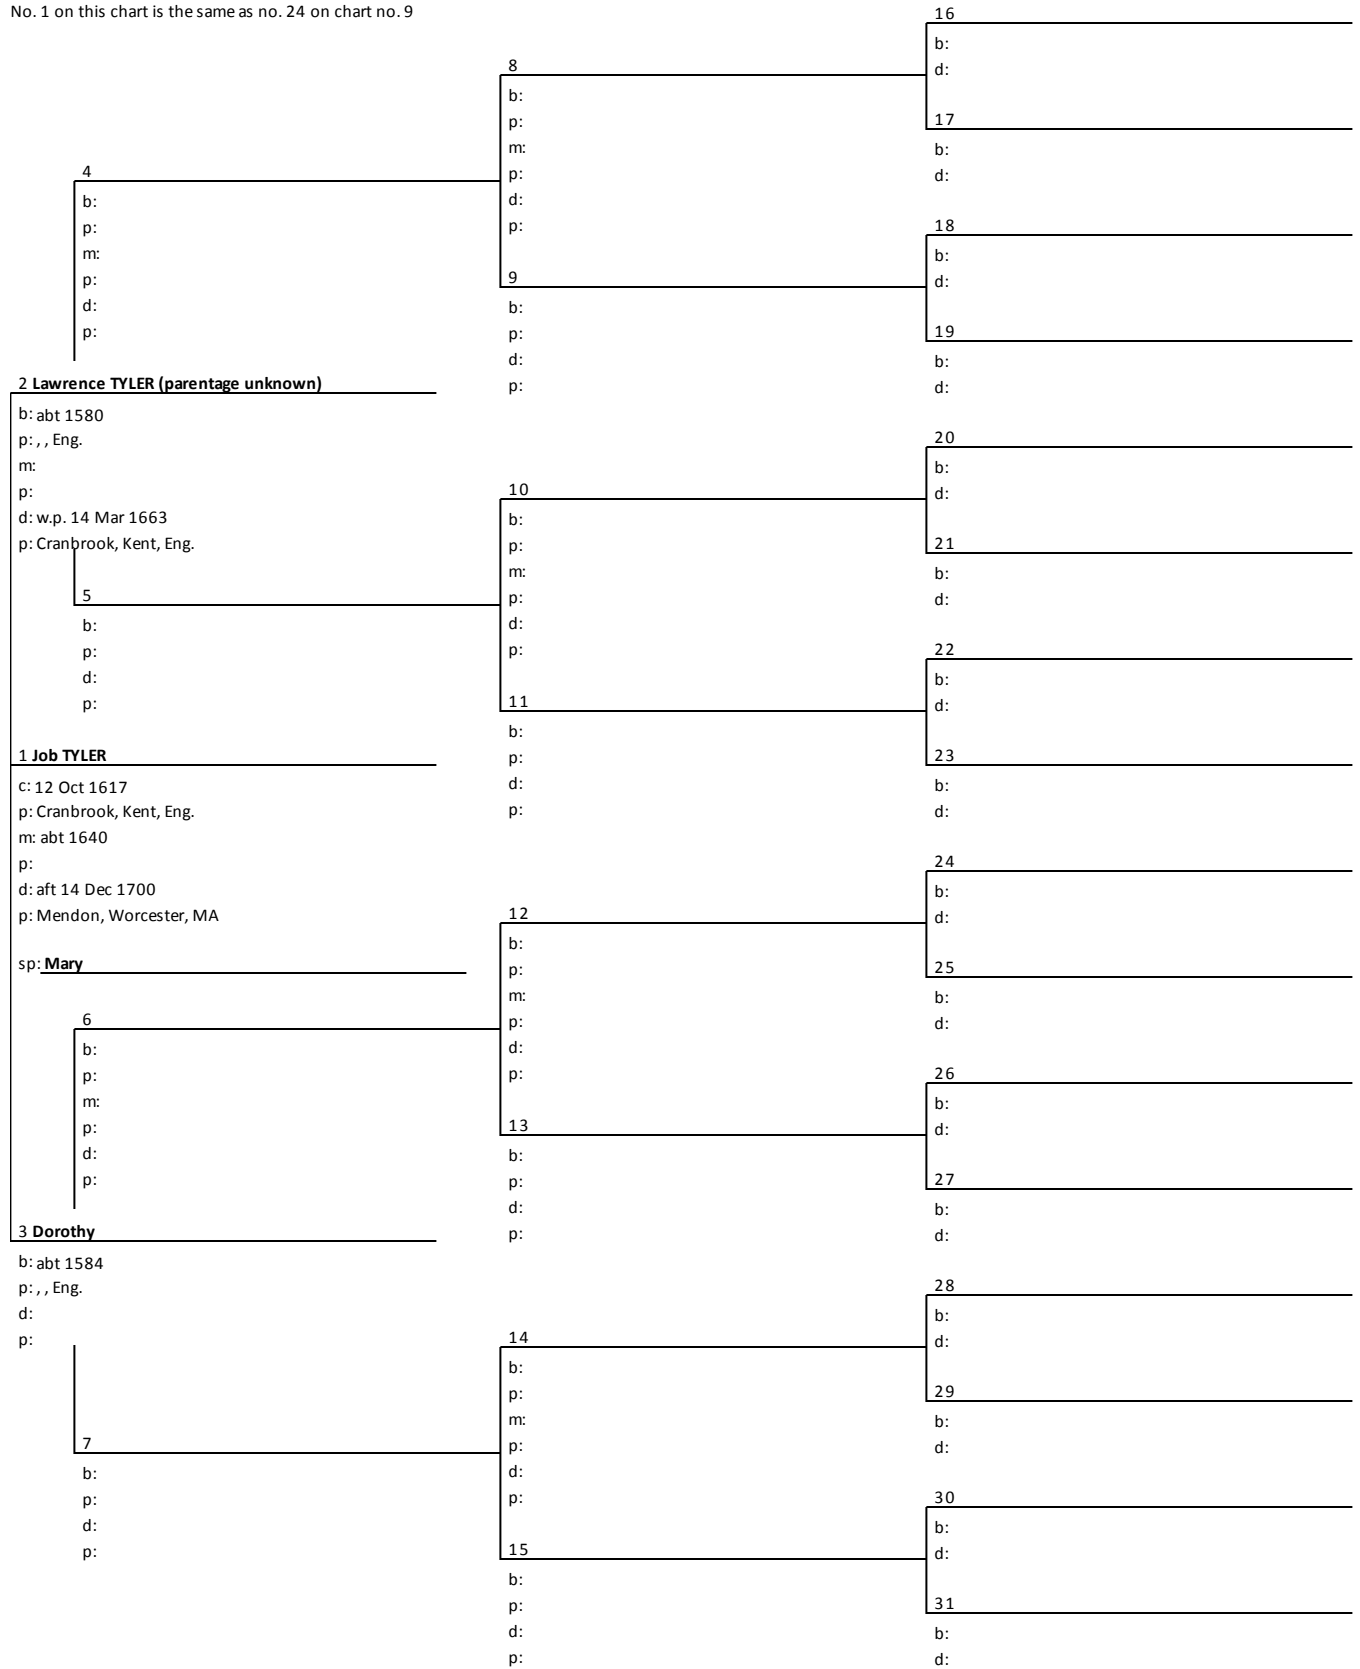 No. 1 on this chart is the same as no. 24 on chart no. 9
4
b:
p:
m:
p:
d:
p:
2 Lawrence TYLER (parentage unknown)
b: abt 1580
p: , , Eng.
m:
p:
d: w.p. 14 Mar 1663
p: Cranbrook, Kent, Eng.
5
b:
p:
d:
p:
1 Job TYLER
c: 12 Oct 1617
p: Cranbrook, Kent, Eng.
m: abt 1640
p:
d: aft 14 Dec 1700
p: Mendon, Worcester, MA
sp: Mary
6
b:
p:
m:
p:
d:
p:
3 Dorothy
b: abt 1584
p: , , Eng.
d:
p:
7
b:
p:
d:
p:
8
b:
p:
m:
p:
d:
p:
9
b:
p:
d:
p:
10
b:
p:
m:
p:
d:
p:
11
b:
p:
d:
p:
12
b:
p:
m:
p:
d:
p:
13
b:
p:
d:
p:
14
b:
p:
m:
p:
d:
p:
15
b:
p:
d:
p:
16
b:
d:
17
b:
d:
18
b:
d:
19
b:
d:
20
b:
d:
21
b:
d:
22
b:
d:
23
b:
d:
24
b:
d:
25
b:
d:
26
b:
d:
27
b:
d:
28
b:
d:
29
b:
d:
30
b:
d:
31
b:
d: